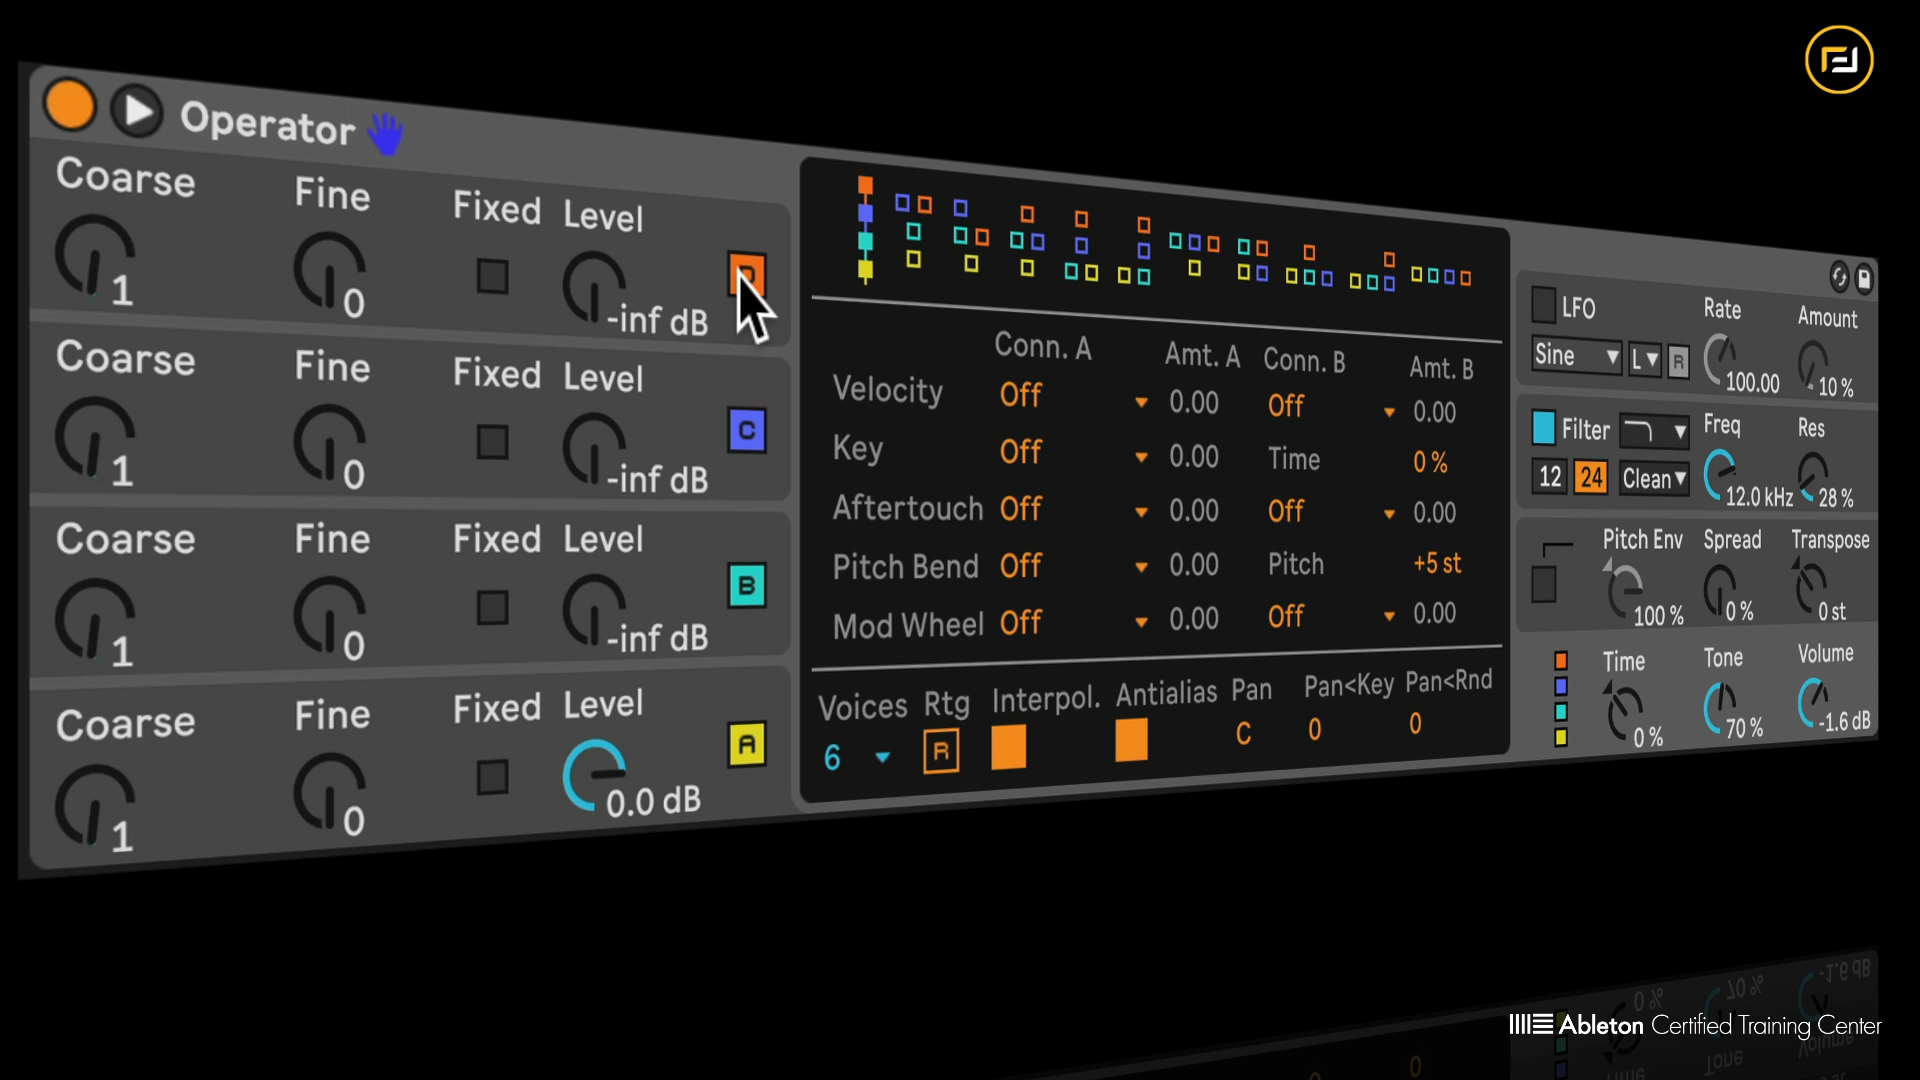 Operator
Coarse Fine Fixed Level
1 0 -inf dB
Coarse Fine Fixed Level
1 0 -inf dB C
Coarse Fine Fixed Level
1 0 -inf dB B
Coarse Fine Fixed Level
1 0 0.0 dB A
Conn. A Amt. A Conn. B Amt. B
Velocity Off 0.00 Off 0.00
Key Off 0.00 Time 0 %
Aftertouch Off 0.00 Off 0.00
Pitch Bend Off 0.00 Pitch +5 st
Mod Wheel Off 0.00 Off 0.00
Voices Rtg Interpol. Antialias Pan Pan<Key Pan<Rnd
6 R C 0 0
LFO Rate Amount
Sine L R 100.00 10 %
Filter Freq Res
12 24 Clean 12.0 kHz 28 %
Pitch Env Spread Transpose
100 % 0 % 0 st
Time Tone Volume
0 % 70 % -1.6 dB
Ableton Certified Training Center